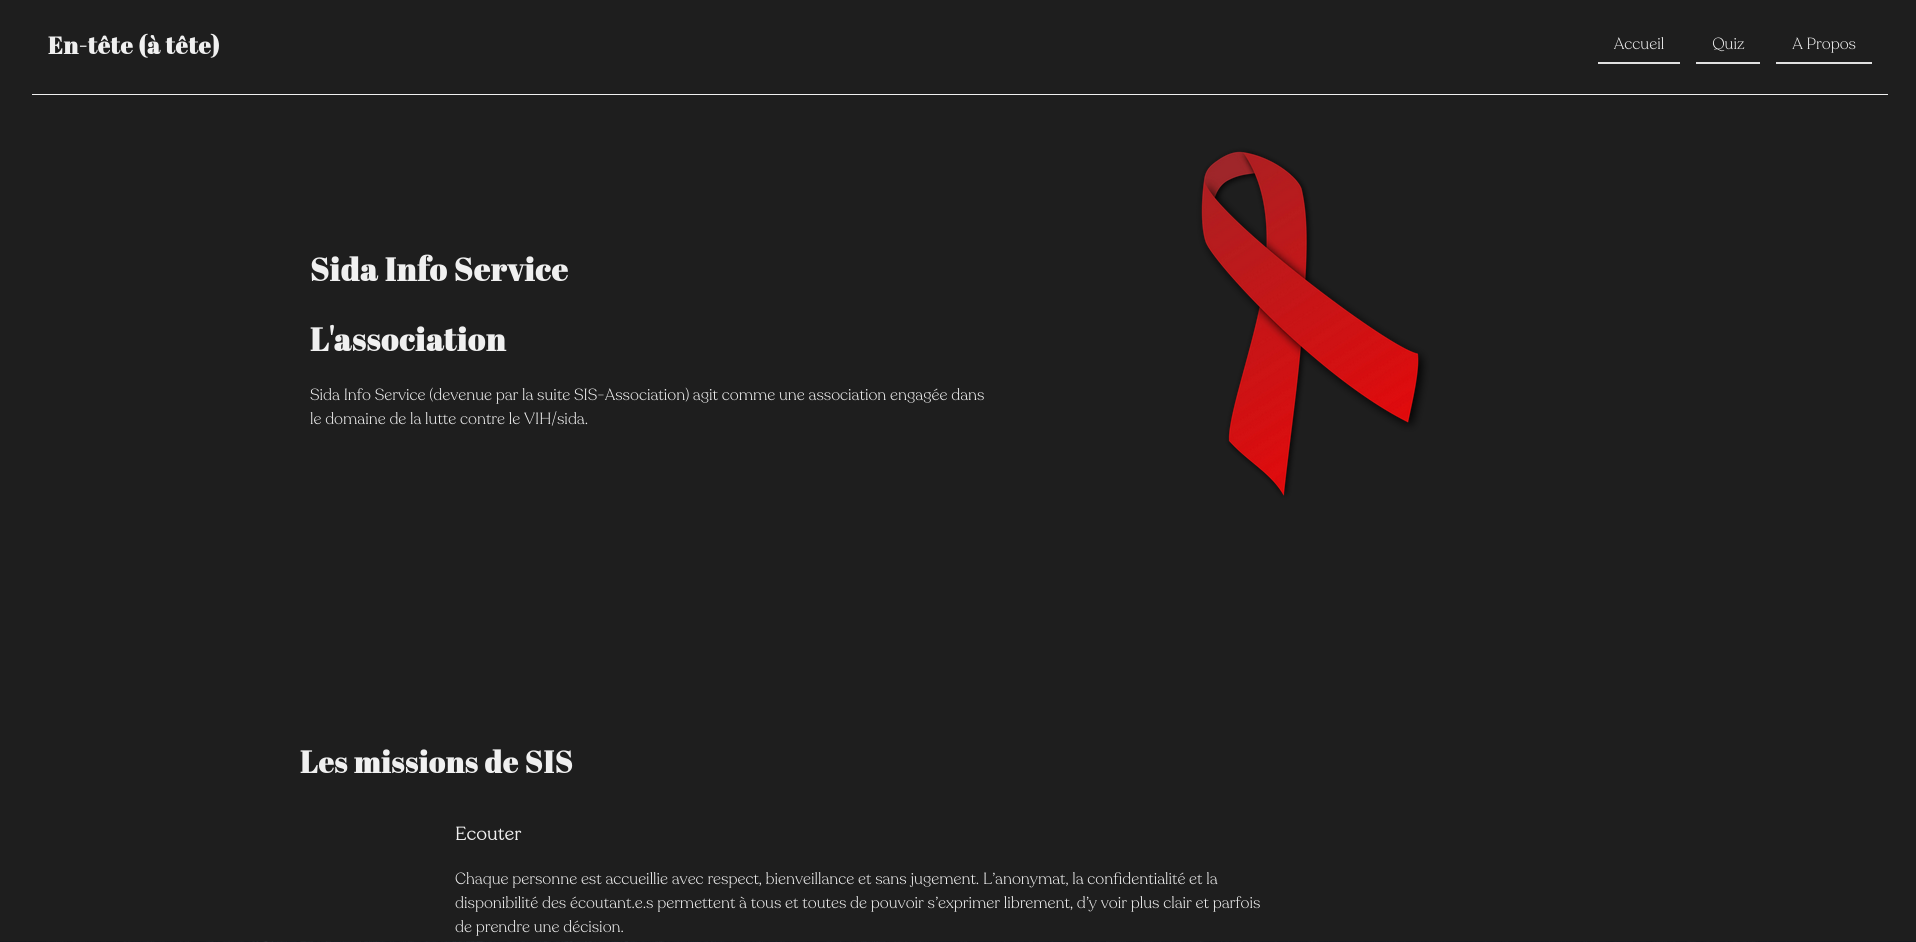 En-tête (à tête)
Accueil
Quiz
A Propos
Sida Info Service
L'association
Sida Info Service (devenue par la suite SIS-Association) agit comme une association engagée dans
le domaine de la lutte contre le VIH/sida.
Les missions de SIS
Ecouter
Chaque personne est accueillie avec respect, bienveillance et sans jugement. L’anonymat, la confidentialité et la
disponibilité des écoutant.e.s permettent à tous et toutes de pouvoir s’exprimer librement, d’y voir plus clair et parfois
de prendre une décision.